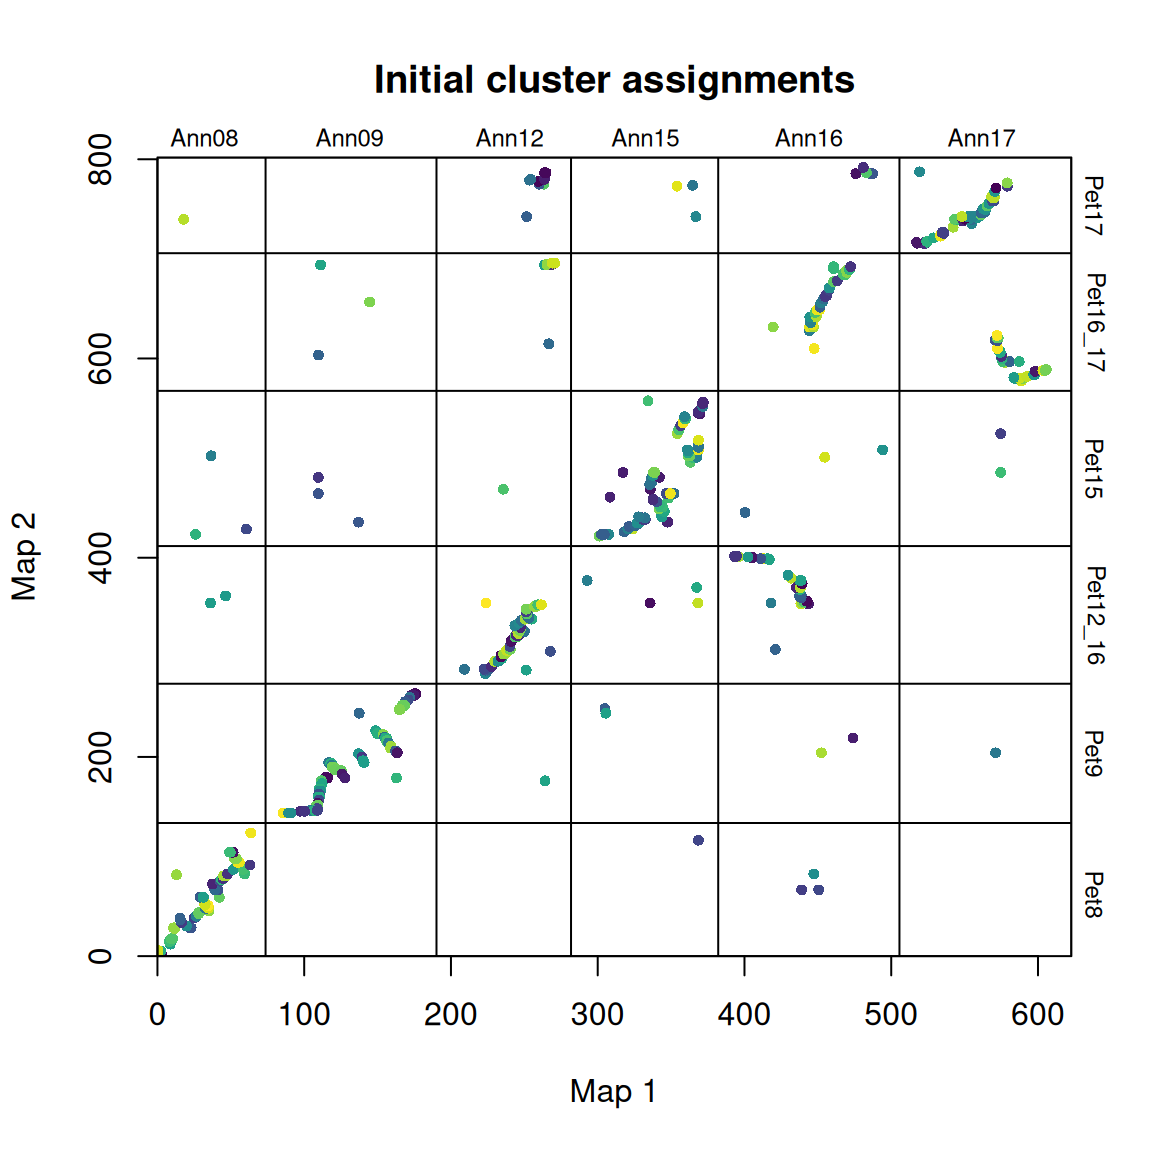 Initial cluster assignments
Ann08 Ann09 Ann12 Ann15 Ann16 Ann17
800
600
400
200
0
Map 2
Pet17
Pet16_17
Pet15
Pet12_16
Pet9
Pet8
0 100 200 300 400 500 600
Map 1